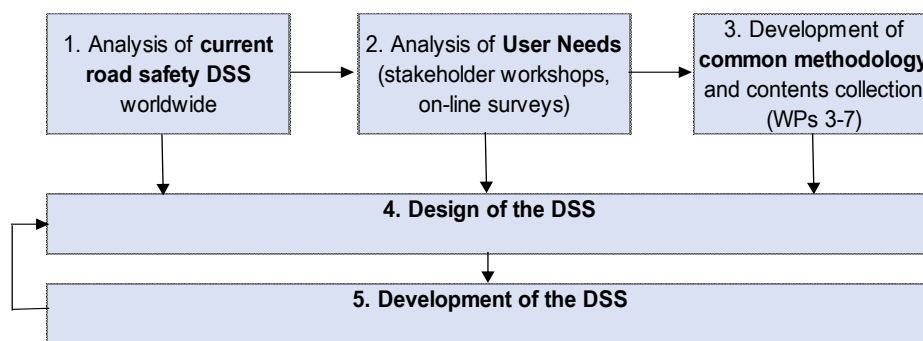 1. Analysis of current
road safety DSS
worldwide
2. Analysis of User Needs
(stakeholder workshops,
on-line surveys)
3. Development of
common methodology
and contents collection
(WPs 3-7)
4. Design of the DSS
5. Development of the DSS